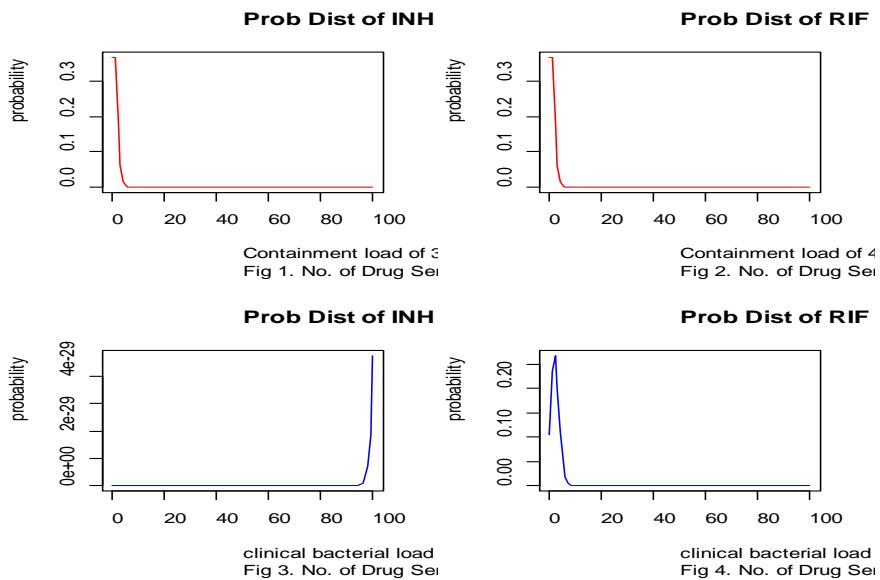 Prob Dist of INH
probability
0.0 0.1 0.2 0.3
0 20 40 60 80 100
Containment load of 3
Fig 1. No. of Drug Ser
Prob Dist of RIF
probability
0.0 0.1 0.2 0.3
0 20 40 60 80 100
Containment load of 4
Fig 2. No. of Drug Ser
Prob Dist of INH
probability
0e+00 2e-29 4e-29
0 20 40 60 80 100
clinical bacterial load
Fig 3. No. of Drug Ser
Prob Dist of RIF
probability
0.00 0.10 0.20
0 20 40 60 80 100
clinical bacterial load
Fig 4. No. of Drug Ser